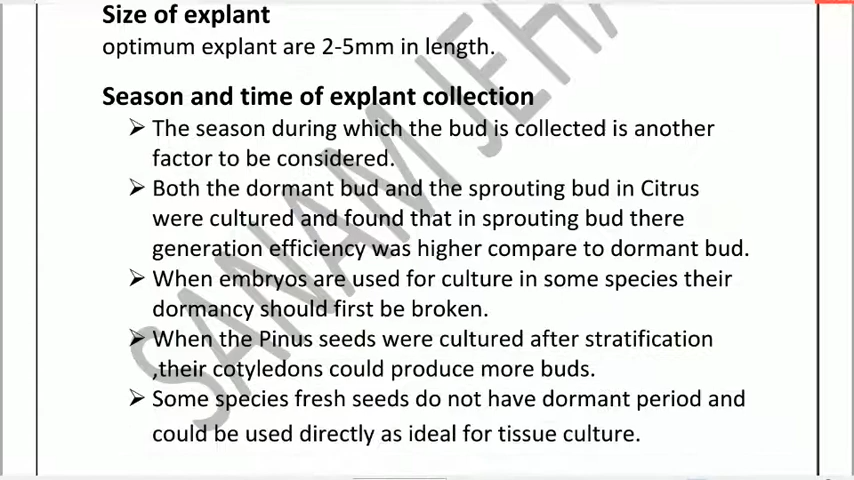 Size of explant
optimum explant are 2-5mm in length.
Season and time of explant collection
➢ The season during which the bud is collected is another
factor to be considered.
➢ Both the dormant bud and the sprouting bud in Citrus
were cultured and found that in sprouting bud there
generation efficiency was higher compare to dormant bud.
➢ When embryos are used for culture in some species their
dormancy should first be broken.
➢ When the Pinus seeds were cultured after stratification
,their cotyledons could produce more buds.
➢ Some species fresh seeds do not have dormant period and
could be used directly as ideal for tissue culture.
SANAM JEHA